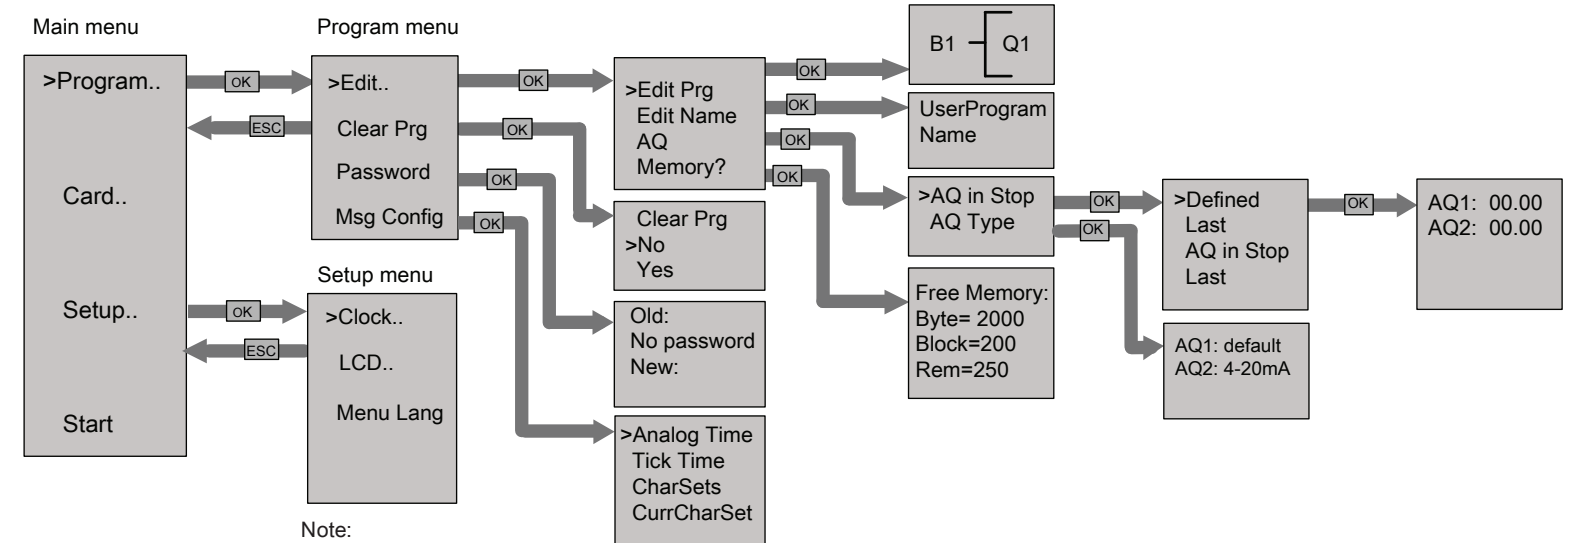 Main menu
>Program..
Card..
Setup..
Start
OK
ESC
OK
ESC
Program menu
>Edit..
Clear Prg
Password
Msg Config
Setup menu
>Clock..
LCD..
Menu Lang
Note:
OK
OK
OK
OK
>Edit Prg
Edit Name
AQ
Memory?
Clear Prg
>No
Yes
Old:
No password
New:
>Analog Time
Tick Time
CharSets
CurrCharSet
OK
OK
OK
OK
B1 Q1
UserProgram
Name
>AQ in Stop
AQ Type
Free Memory:
Byte= 2000
Block=200
Rem=250
OK
OK
>Defined
Last
AQ in Stop
Last
AQ1: default
AQ2: 4-20mA
OK
AQ1: 00.00
AQ2: 00.00